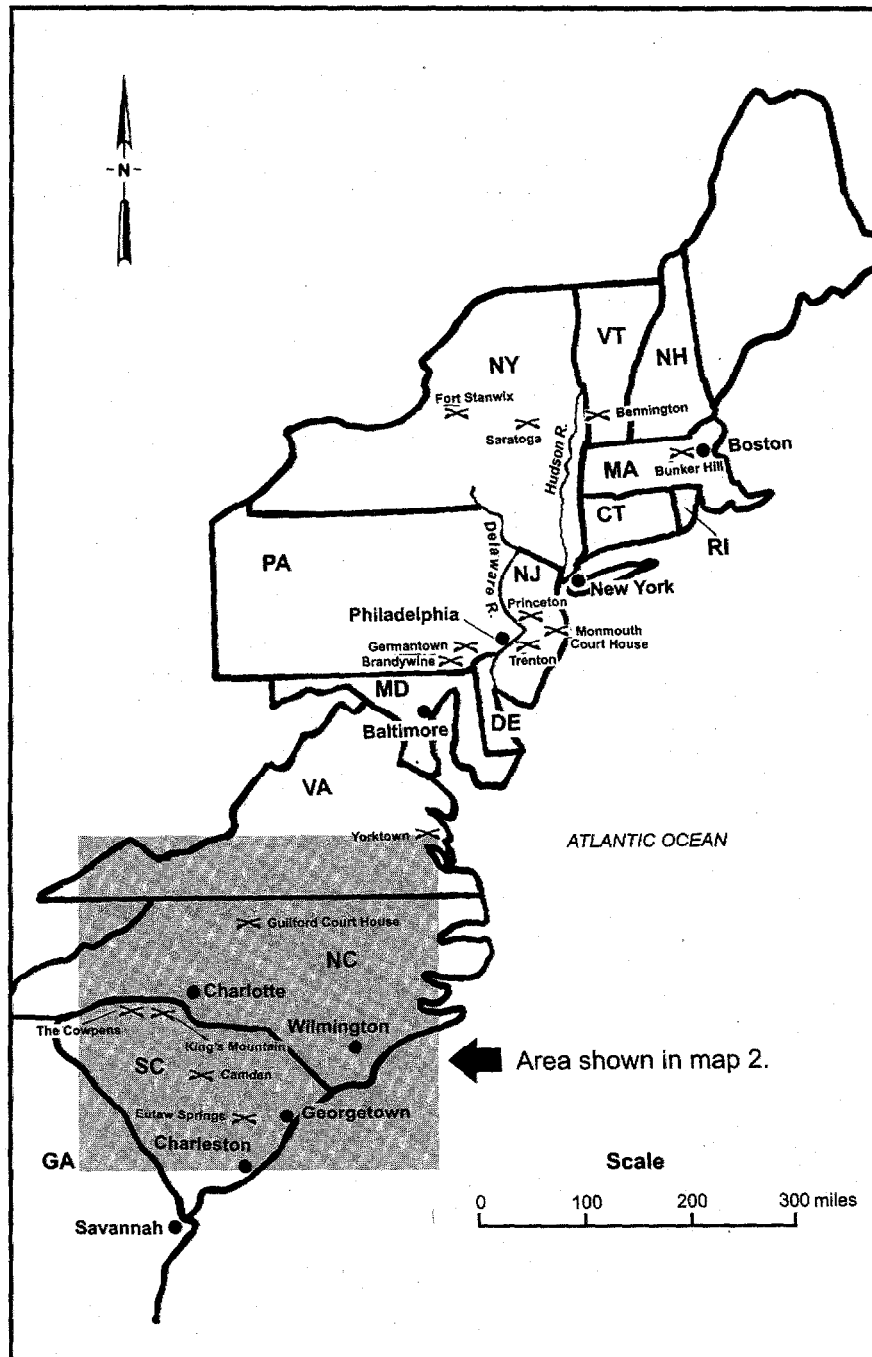 -N-
VT
NH
NY
Fort Stanwix
Bennington
Saratoga
Hudson R.
Boston
MA
Bunker Hill
CT
RI
PA
Delaware R.
NJ
New York
Princeton
Philadelphia
Monmouth
Court House
Germantown
Trenton
Brandywine
MD
DE
Baltimore
VA
Yorktown
ATLANTIC OCEAN
Guilford Court House
NC
Charlotte
The Cowpens
Wilmington
King's Mountain
SC
Area shown in map 2.
Camden
Eutaw Springs
Georgetown
Charleston
GA
Scale
0 100 200 300 miles
Savannah